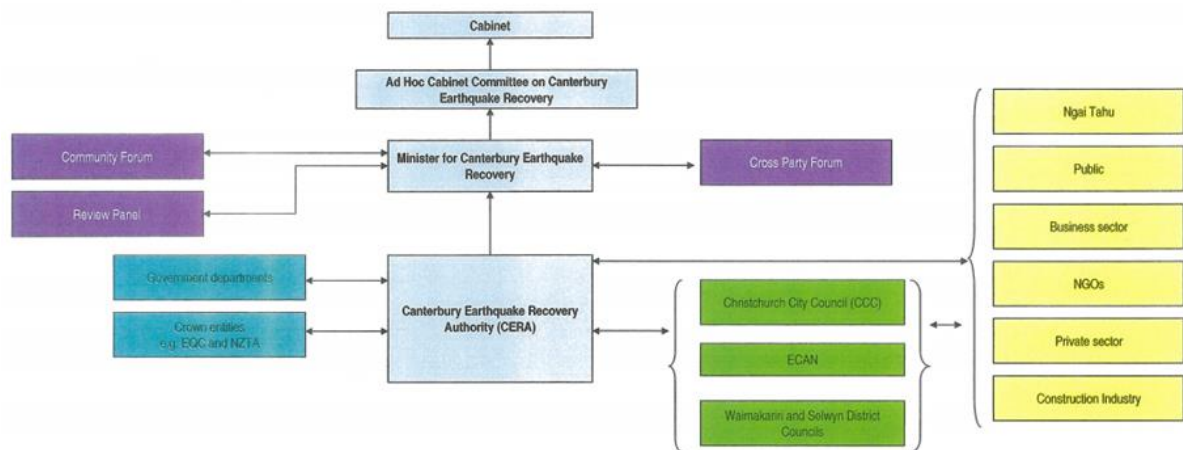 Cabinet
Ad Hoc Cabinet Committee on Canterbury
Earthquake Recovery
Community Forum
Minister for Canterbury Earthquake
Recovery
Cross Party Forum
Review Panel
Government departments
Crown entities
e.g. EQC and NZTA
Canterbury Earthquake Recovery
Authority (CERA)
Christchurch City Council (CCC)
ECAN
Waimakariri and Selwyn District
Councils
Ngai Tahu
Public
Business sector
NGOs
Private sector
Construction Industry